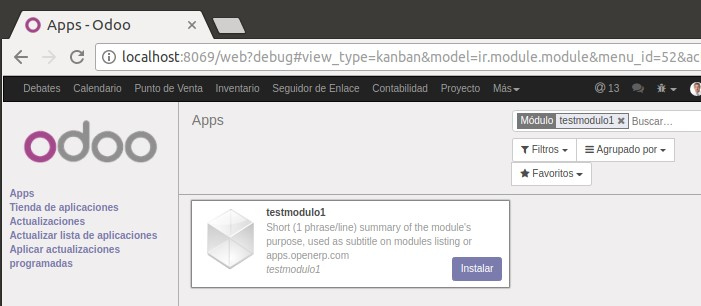 Apps - Odoo
localhost:8069/web?debug#view_type=kanban&model=ir.module.module&menu_id=52&ac
Debates Calendario Punto de Venta Inventario Seguidor de Enlace Contabilidad Proyecto Más @ 13
odoo
Apps
Tienda de aplicaciones
Actualizaciones
Actualizar lista de aplicaciones
Aplicar actualizaciones
programadas
Apps
Módulo testmodulo1 × Buscar...
Filtros Agrupado por
Favoritos
testmodulo1
Short (1 phrase/line) summary of the module's
purpose, used as subtitle on modules listing or
apps.openerp.com
testmodulo1
Instalar